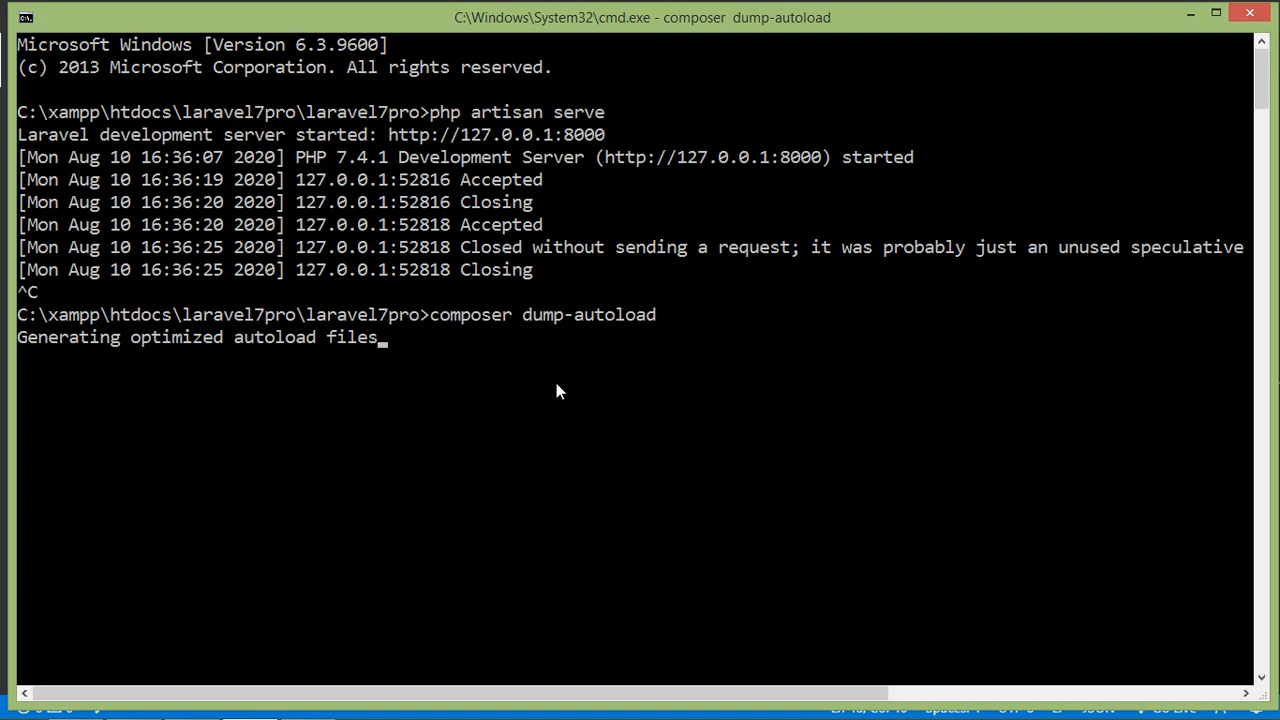 C:\Windows\System32\cmd.exe - composer  dump-autoload
Microsoft Windows [Version 6.3.9600]
(c) 2013 Microsoft Corporation. All rights reserved.
C:\xampp\htdocs\laravel7pro\laravel7pro>php artisan serve
Laravel development server started: http://127.0.0.1:8000
[Mon Aug 10 16:36:07 2020] PHP 7.4.1 Development Server (http://127.0.0.1:8000) started
[Mon Aug 10 16:36:19 2020] 127.0.0.1:52816 Accepted
[Mon Aug 10 16:36:20 2020] 127.0.0.1:52816 Closing
[Mon Aug 10 16:36:20 2020] 127.0.0.1:52818 Accepted
[Mon Aug 10 16:36:25 2020] 127.0.0.1:52818 Closed without sending a request; it was probably just an unused speculative
[Mon Aug 10 16:36:25 2020] 127.0.0.1:52818 Closing
^C
C:\xampp\htdocs\laravel7pro\laravel7pro>composer dump-autoload
Generating optimized autoload files